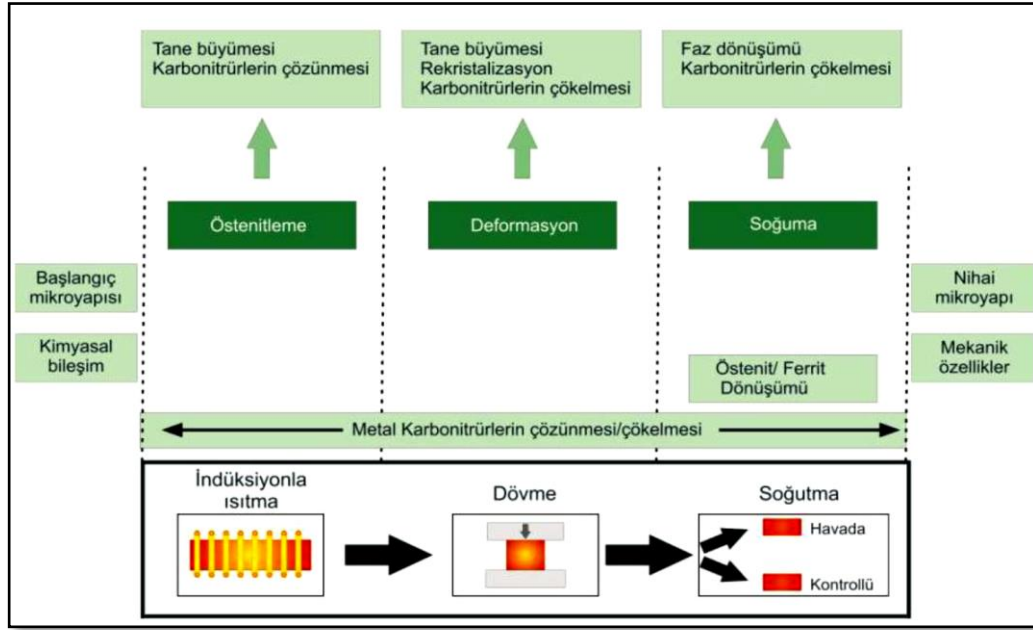 Tane büyümesi
Karbonitrürlerin çözünmesi
Tane büyümesi
Rekristalizasyon
Karbonitrürlerin çökelmesi
Faz dönüşümü
Karbonitrürlerin çökelmesi
Östenitleme
Deformasyon
Soğuma
Başlangıç
mikroyapısı
Nihai
mikroyapı
Kimyasal
bileşim
Mekanik
özellikler
Östenit/ Ferrit
Dönüşümü
Metal Karbonitrürlerin çözünmesi/çökelmesi
İndüksiyonla
ısıtma
Dövme
Soğutma
Havada
Kontrollü